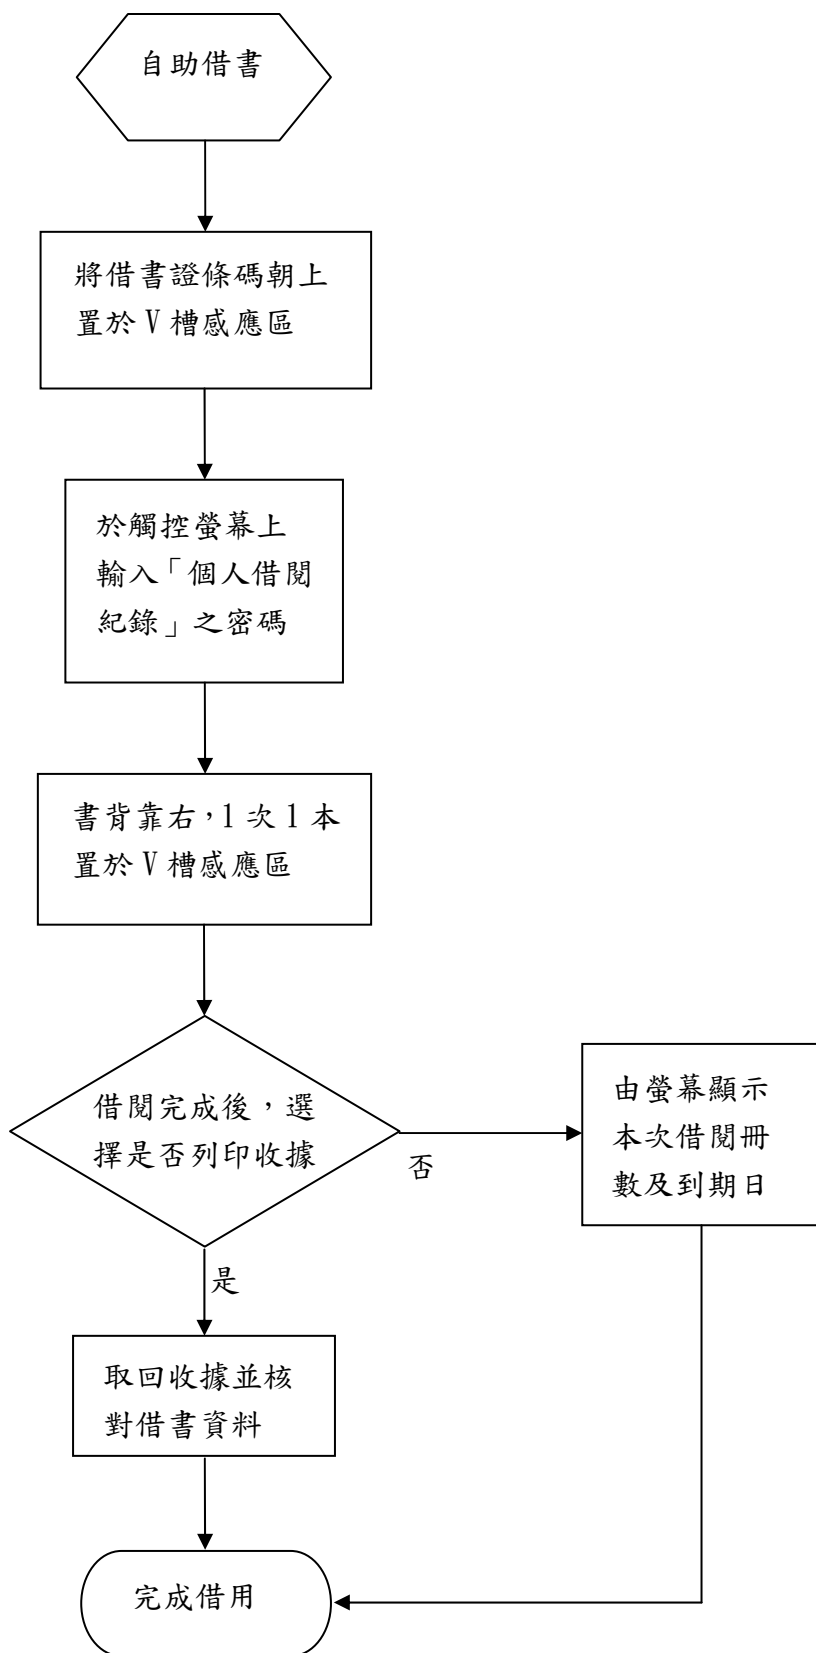 自助借書
將借書證條碼朝上
置於 V 槽感應區
於觸控螢幕上
輸入「個人借閱
紀錄」之密碼
書背靠右，1 次 1 本
置於 V 槽感應區
借閱完成後，選
擇是否列印收據
否
由螢幕顯示
本次借閱冊
數及到期日
是
取回收據並核
對借書資料
完成借用